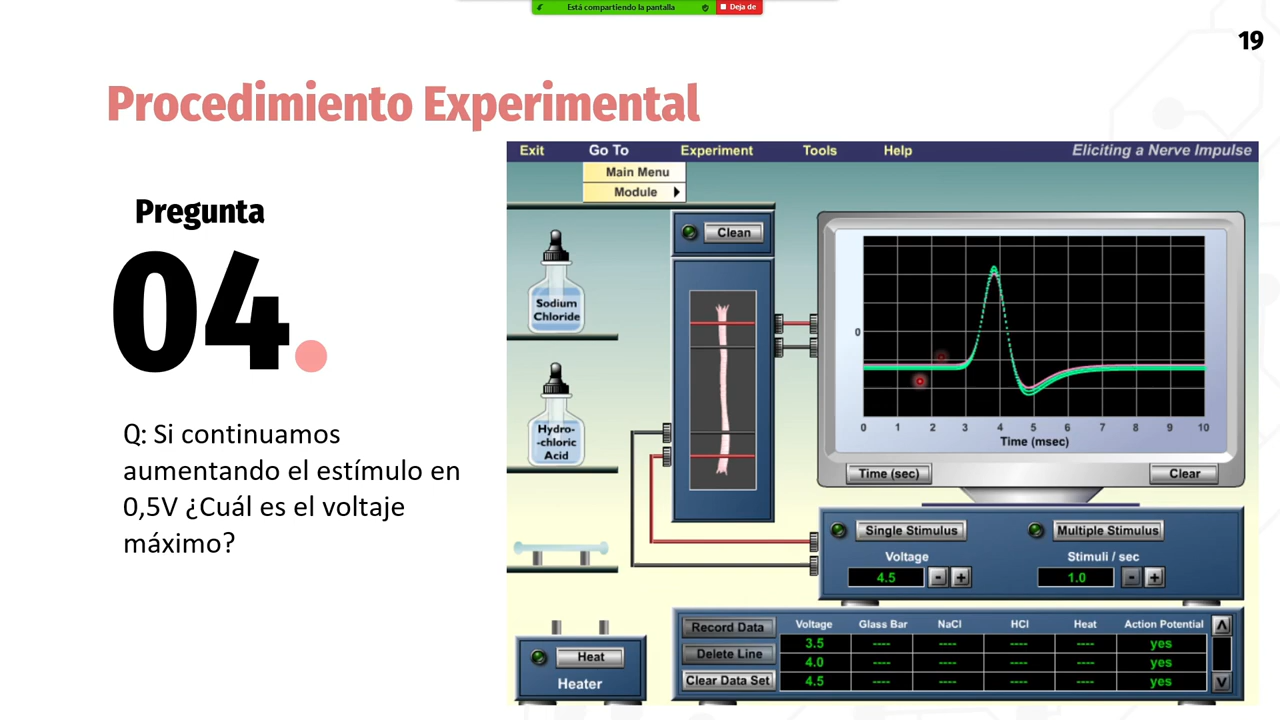 Está compartiendo la pantalla
Deja de
19
Procedimiento Experimental
Pregunta
04.
Q: Si continuamos
aumentando el estímulo en
0,5V ¿Cuál es el voltaje
máximo?
Exit Go To Experiment Tools Help Eliciting a Nerve Impulse
Main Menu
Module
Clean
Sodium
Chloride
Hydro-
-chloric
Acid
0
0 1 2 3 4 5 6 7 8 9 10
Time (msec)
Time (sec) Clear
Single Stimulus Multiple Stimulus
Voltage Stimuli / sec
4.5 - + 1.0 - +
Heat
Heater
Record Data
Delete Line
Clear Data Set
Voltage Glass Bar NaCl HCl Heat Action Potential
3.5 ---- ---- ---- ---- yes
4.0 ---- ---- ---- ---- yes
4.5 ---- ---- ---- ---- yes